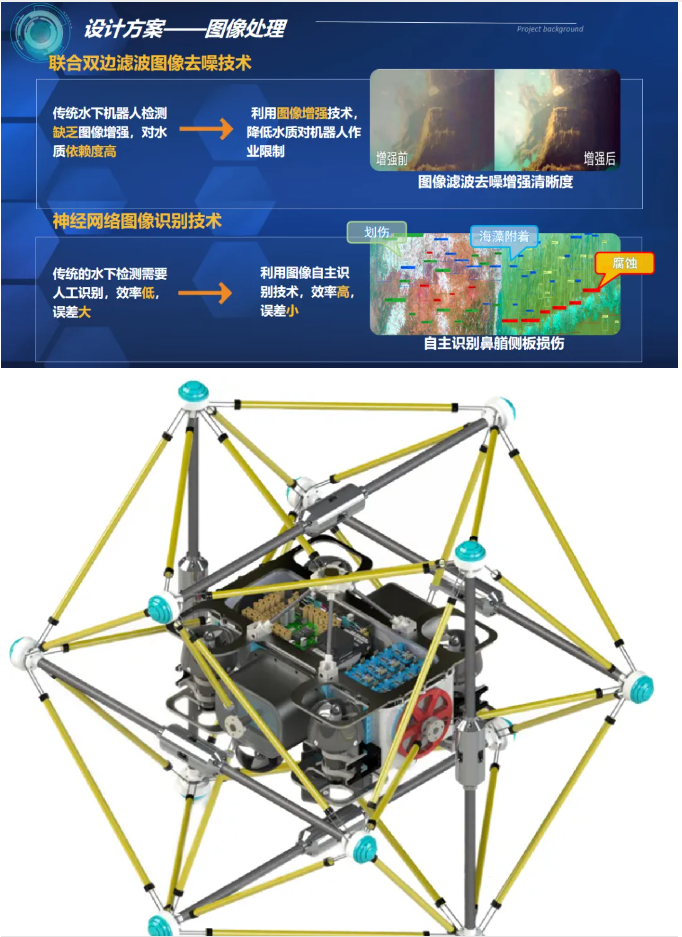 设计方案——图像处理
Project background
联合双边滤波图像去噪技术
传统水下机器人检测
缺乏图像增强，对水
质依赖度高
利用图像增强技术，
降低水质对机器人作
业限制
增强前
增强后
图像滤波去噪增强清晰度
神经网络图像识别技术
传统的水下检测需要
人工识别，效率低，
误差大
利用图像自主识
别技术，效率高，
误差小
划伤
海藻附着
腐蚀
自主识别鼻艏侧板损伤